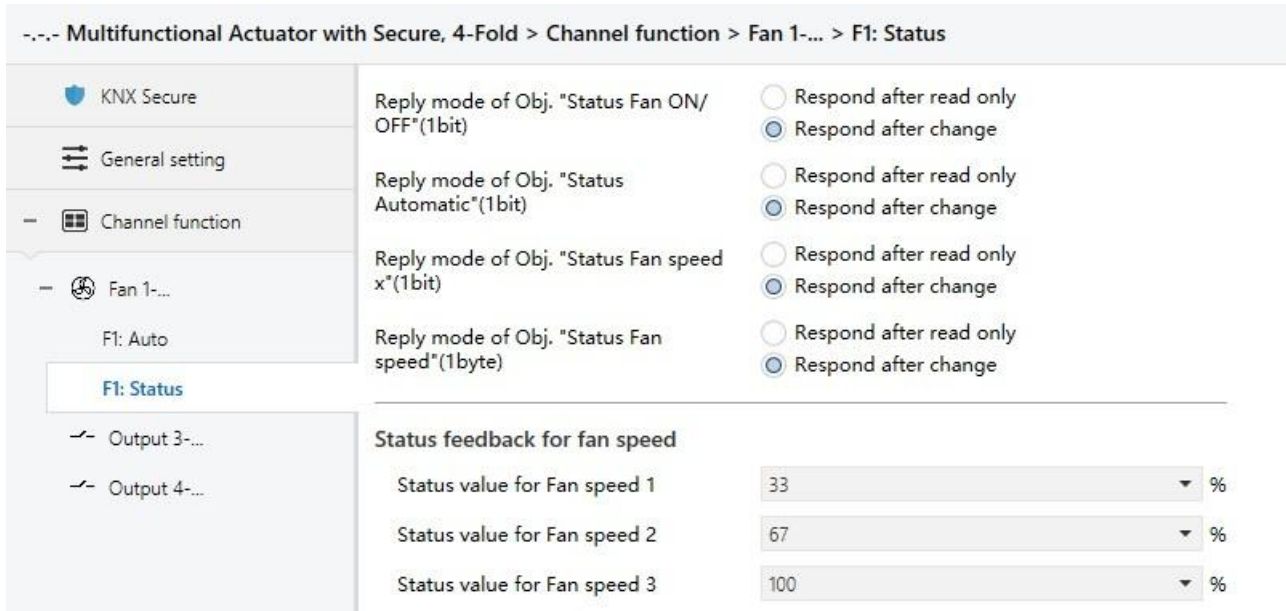 -.-.- Multifunctional Actuator with Secure, 4-Fold > Channel function > Fan 1-... > F1: Status
KNX Secure
General setting
Channel function
Fan 1-...
F1: Auto
F1: Status
Output 3-...
Output 4-...
Reply mode of Obj. "Status Fan ON/
OFF"(1bit)
Respond after read only
Respond after change
Reply mode of Obj. "Status
Automatic"(1bit)
Respond after read only
Respond after change
Reply mode of Obj. "Status Fan speed
x"(1bit)
Respond after read only
Respond after change
Reply mode of Obj. "Status Fan
speed"(1byte)
Respond after read only
Respond after change
Status feedback for fan speed
Status value for Fan speed 1 33 %
Status value for Fan speed 2 67 %
Status value for Fan speed 3 100 %